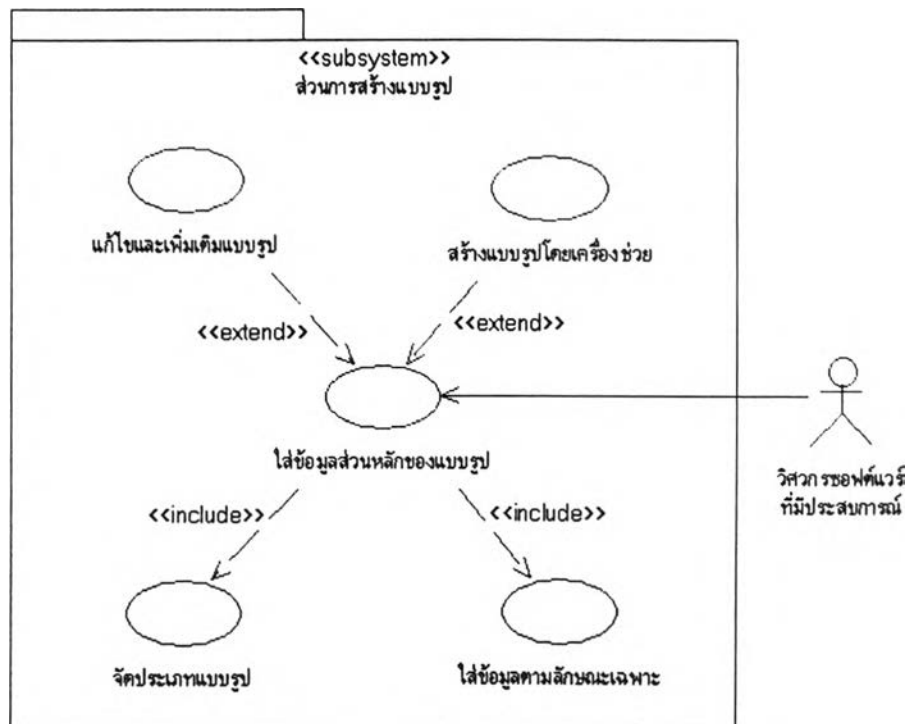 <<subsystem>>
ส่วนการสร้างแบบรูป
แก้ไขและเพิ่มเติมแบบรูป
สร้างแบบรูปโดยเครื่องช่วย
<<extend>>
<<extend>>
ใส่ข้อมูลส่วนหลักของแบบรูป
วิศวกรซอฟต์แวร์
ที่มีประสบการณ์
<<include>>
<<include>>
จัดประเภทแบบรูป
ใส่ข้อมูลตามลักษณะเฉพาะ